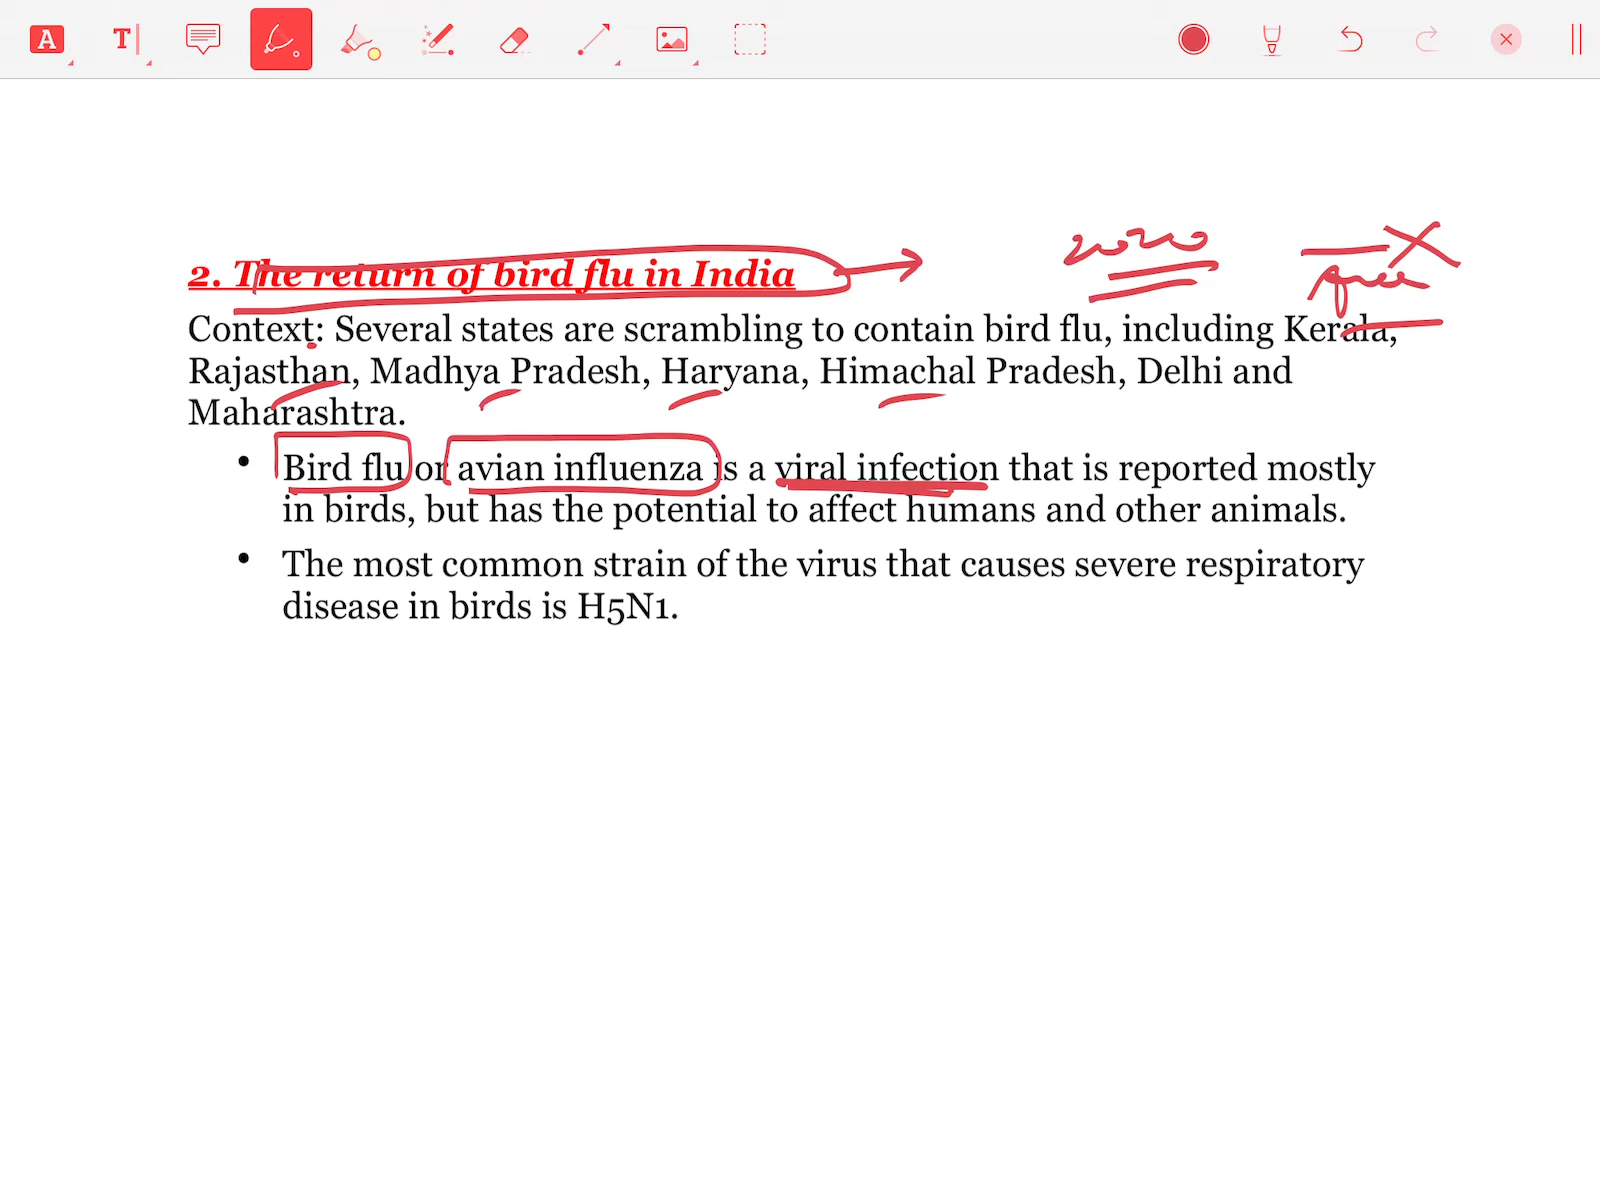 A
T
2020
free
2. The return of bird flu in India
Context: Several states are scrambling to contain bird flu, including Kerala,
Rajasthan, Madhya Pradesh, Haryana, Himachal Pradesh, Delhi and
Maharashtra.
• Bird flu or avian influenza is a viral infection that is reported mostly
in birds, but has the potential to affect humans and other animals.
• The most common strain of the virus that causes severe respiratory
disease in birds is H5N1.